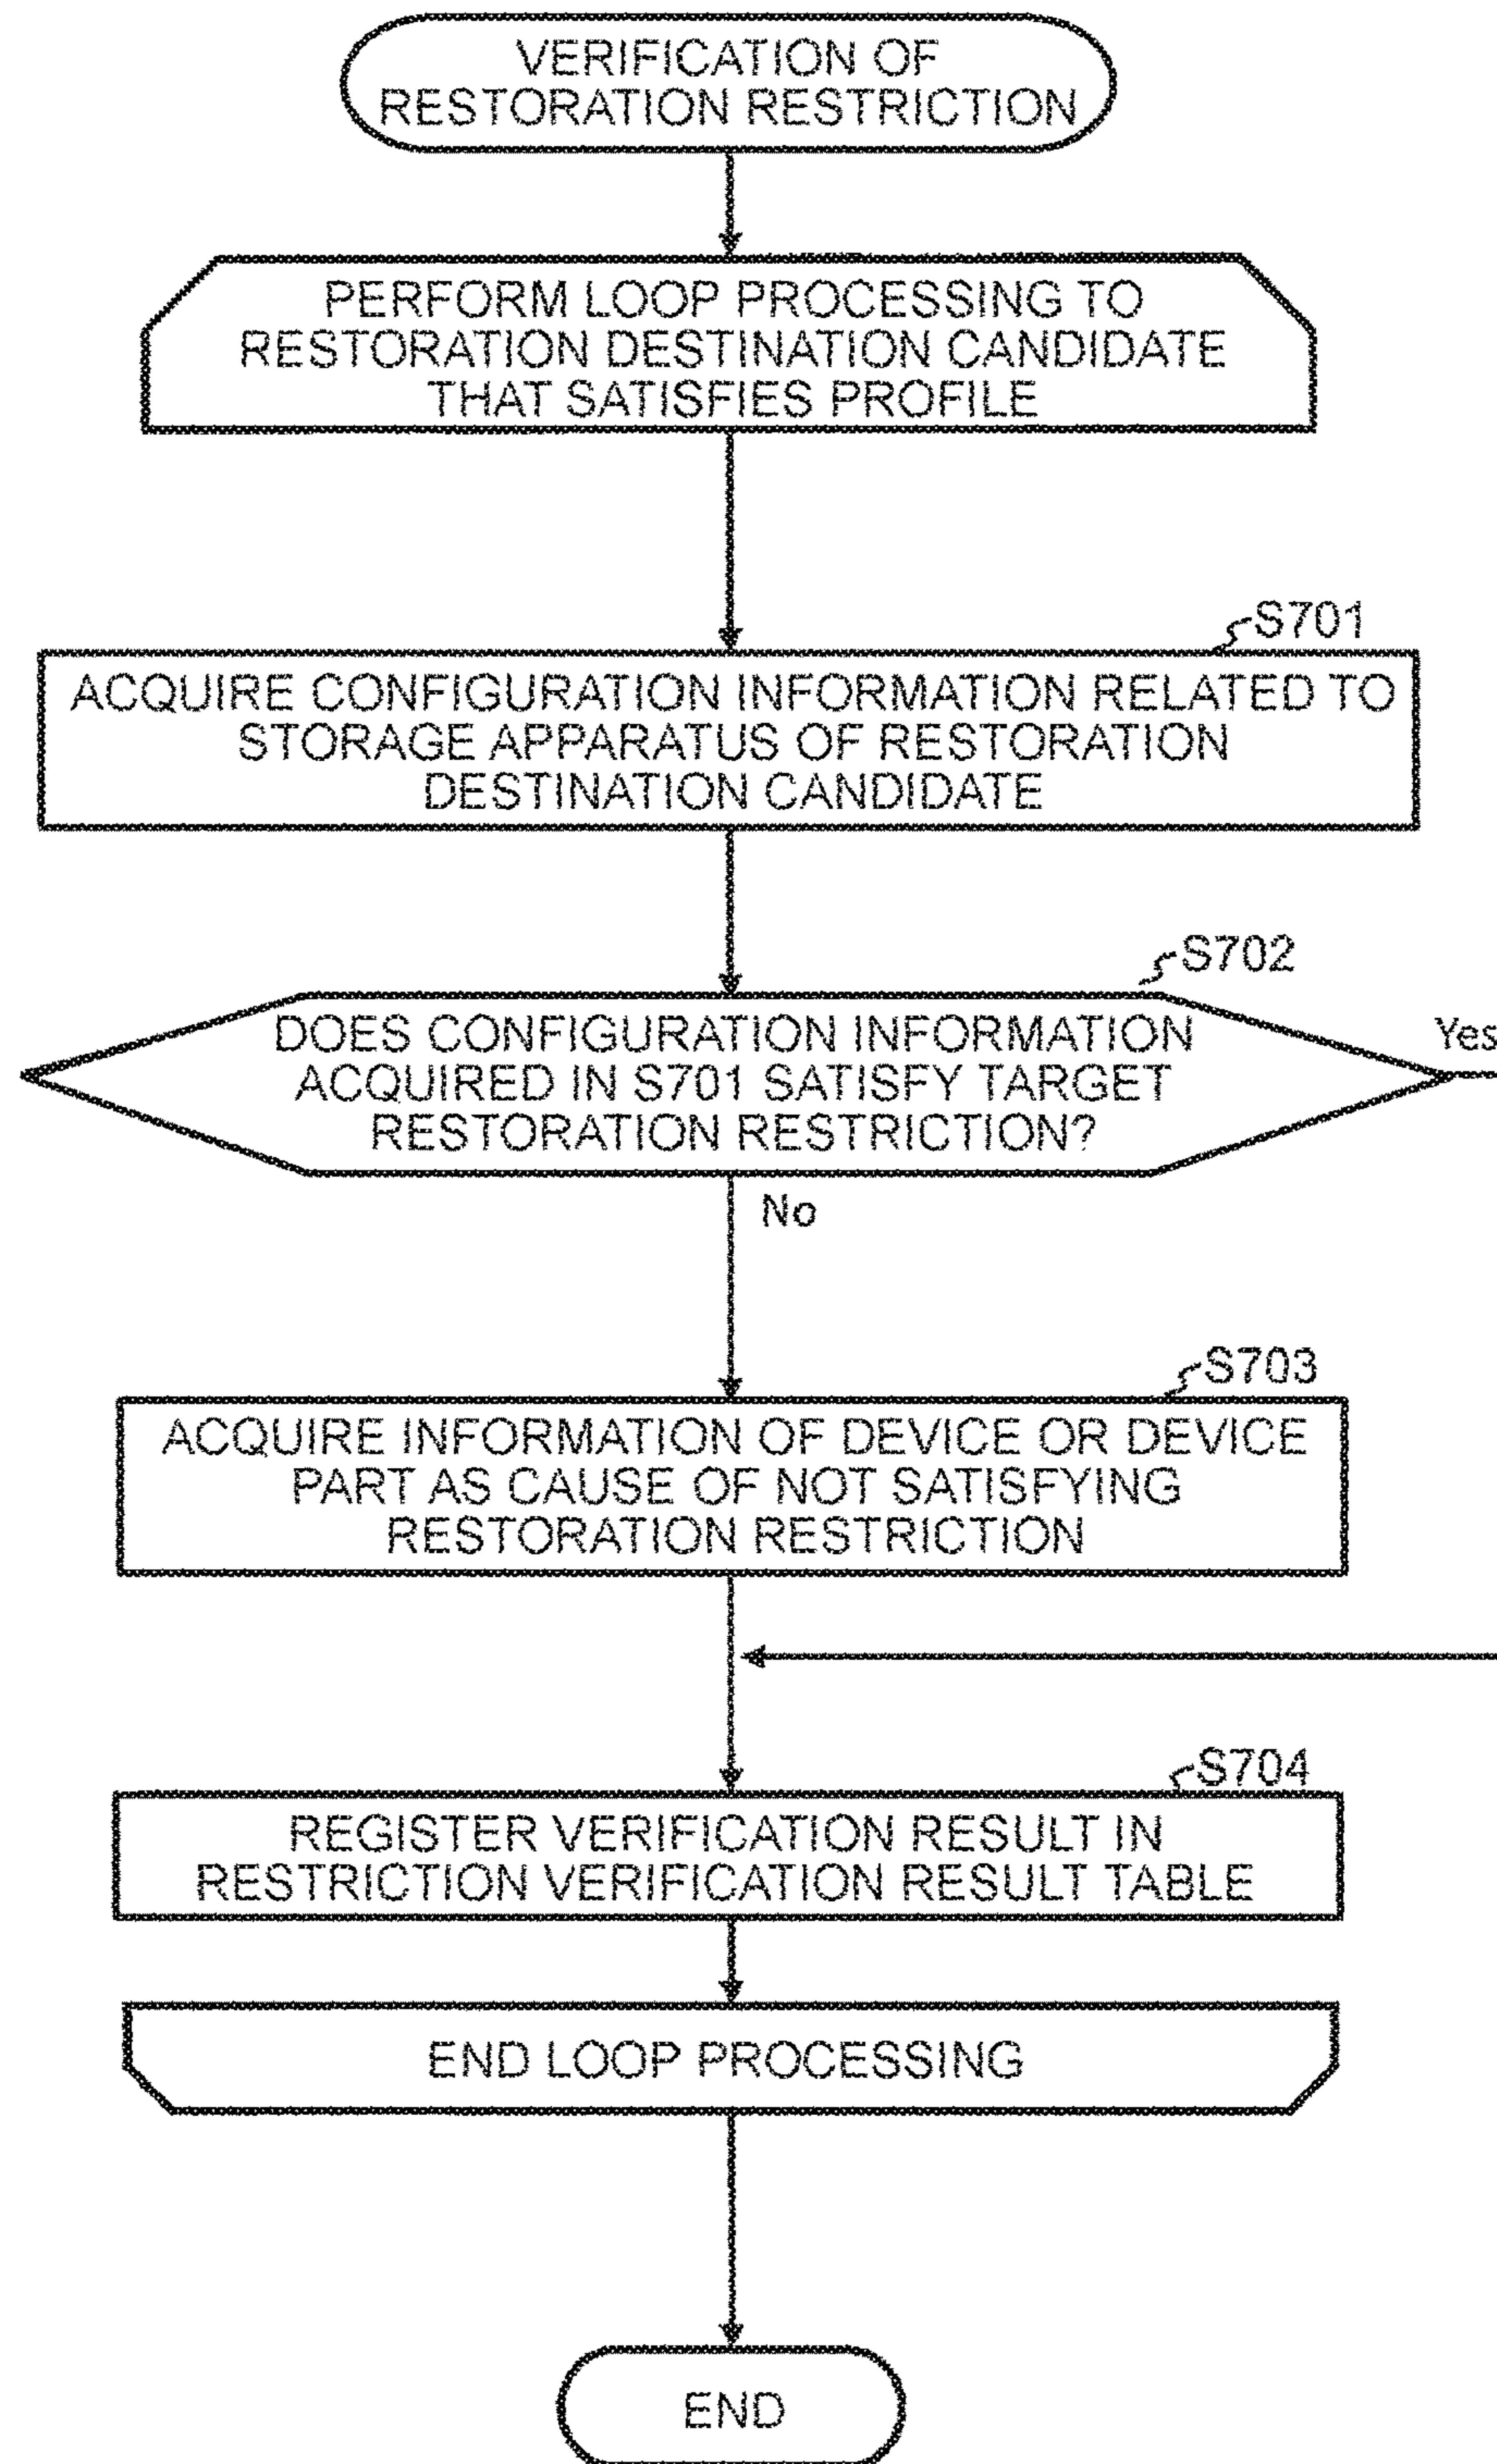 VERIFICATION OF
RESTORATION RESTRICTION
PERFORM LOOP PROCESSING TO
RESTORATION DESTINATION CANDIDATE
THAT SATISFIES PROFILE
S701
ACQUIRE CONFIGURATION INFORMATION RELATED TO
STORAGE APPARATUS OF RESTORATION
DESTINATION CANDIDATE
S702
DOES CONFIGURATION INFORMATION
ACQUIRED IN S701 SATISFY TARGET
RESTORATION RESTRICTION?
Yes
No
S703
ACQUIRE INFORMATION OF DEVICE OR DEVICE
PART AS CAUSE OF NOT SATISFYING
RESTORATION RESTRICTION
S704
REGISTER VERIFICATION RESULT IN
RESTRICTION VERIFICATION RESULT TABLE
END LOOP PROCESSING
END